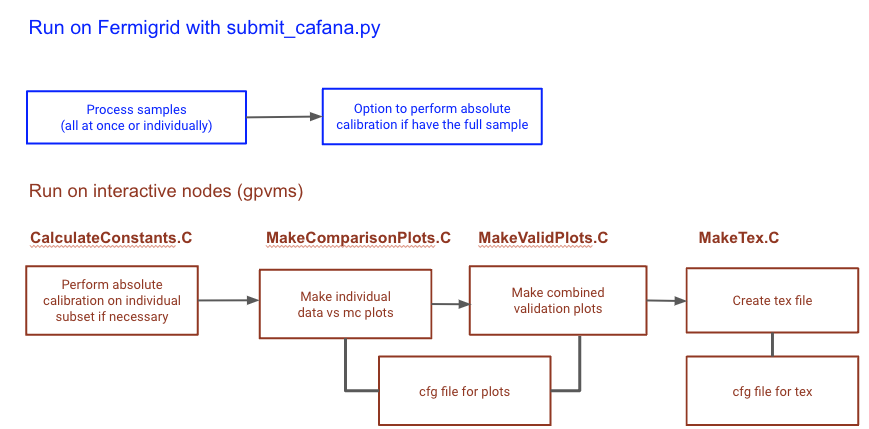 Run on Fermigrid with submit_cafana.py
Process samples
(all at once or individually)
Option to perform absolute
calibration if have the full sample
Run on interactive nodes (gpvms)
CalculateConstants.C
MakeComparisonPlots.C
MakeValidPlots.C
MakeTex.C
Perform absolute
calibration on individual
subset if necessary
Make individual
data vs mc plots
Make combined
validation plots
Create tex file
cfg file for plots
cfg file for tex